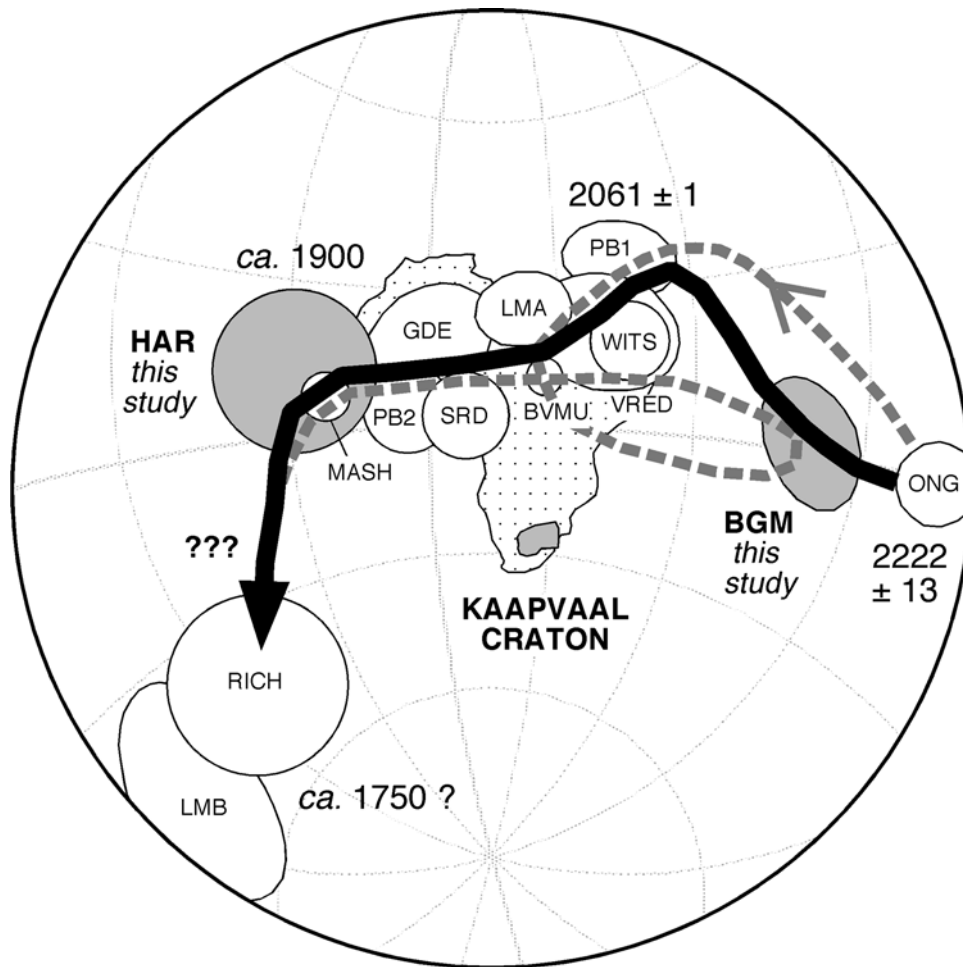 2061 ± 1
PB1
ca. 1900
LMA
GDE
WITS
HAR
this
study
PB2
SRD
BVMU
VRED
MASH
ONG
BGM
this
study
2222
± 13
???
KAAPVAAL
CRATON
RICH
ca. 1750 ?
LMB